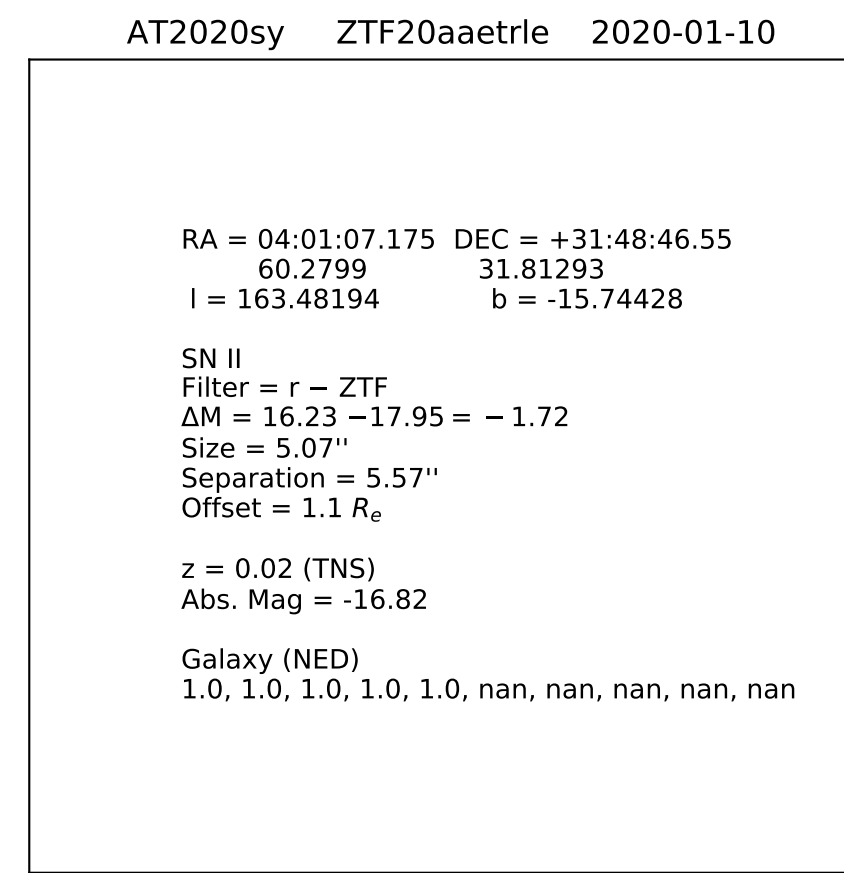 AT2020sy ZTF20aaetrle 2020-01-10
RA = 04:01:07.175 DEC = +31:48:46.55
60.2799 31.81293
l = 163.48194 b = -15.74428
SN II
Filter = r − ZTF
ΔM = 16.23 −17.95 = − 1.72
Size = 5.07''
Separation = 5.57''
Offset = 1.1 Re
z = 0.02 (TNS)
Abs. Mag = -16.82
Galaxy (NED)
1.0, 1.0, 1.0, 1.0, 1.0, nan, nan, nan, nan, nan